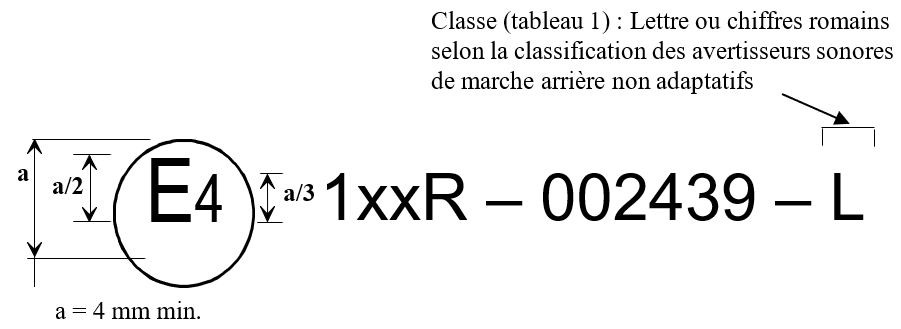 Classe (tableau 1) : Lettre ou chiffres romains
selon la classification des avertisseurs sonores
de marche arrière non adaptatifs
a
a/2
E4
a/3
1xxR – 002439 – L
a = 4 mm min.